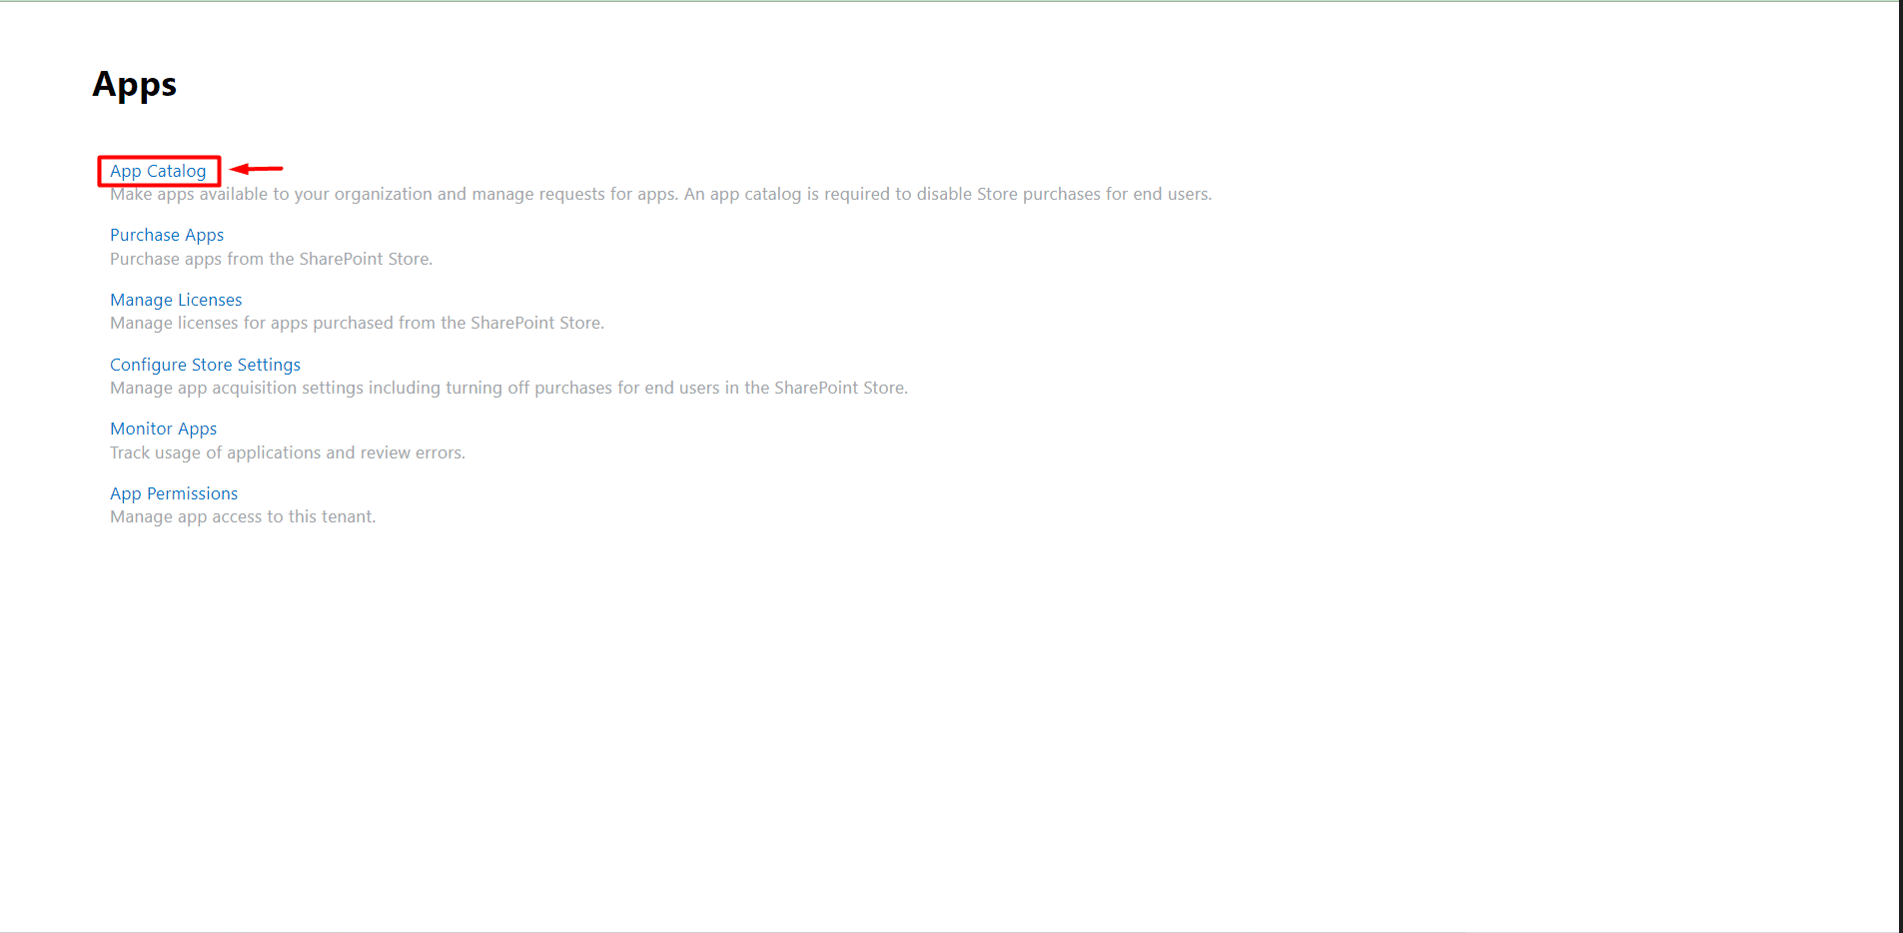 Apps
App Catalog
Make apps available to your organization and manage requests for apps. An app catalog is required to disable Store purchases for end users.
Purchase Apps
Purchase apps from the SharePoint Store.
Manage Licenses
Manage licenses for apps purchased from the SharePoint Store.
Configure Store Settings
Manage app acquisition settings including turning off purchases for end users in the SharePoint Store.
Monitor Apps
Track usage of applications and review errors.
App Permissions
Manage app access to this tenant.